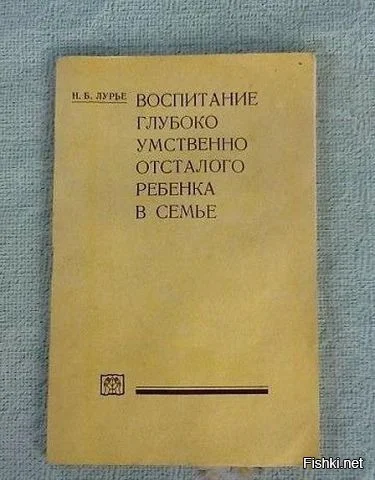 Н. Б. ЛУРЬЕ
ВОСПИТАНИЕ
ГЛУБОКО
УМСТВЕННО
ОТСТАЛОГО
РЕБЕНКА
В СЕМЬЕ
Fishki.net